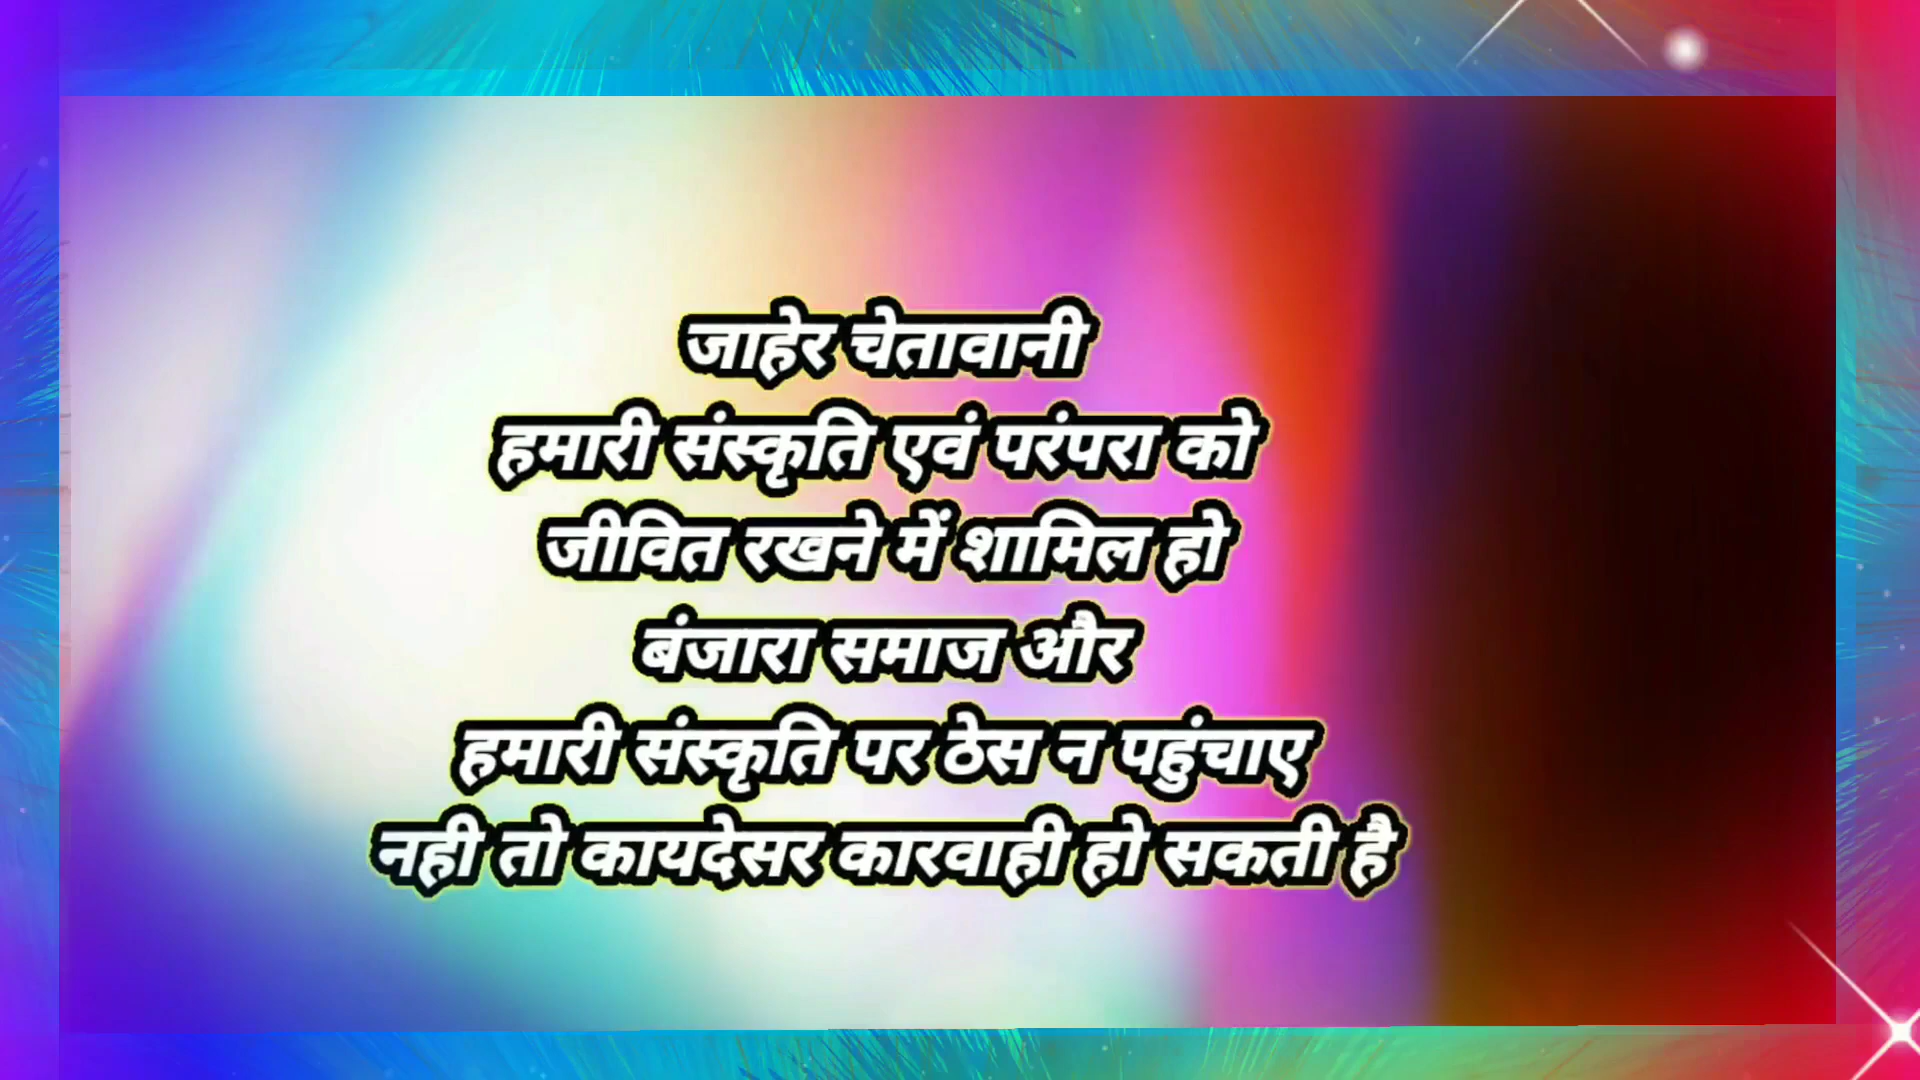 जाहेर चेतावानी
हमारी संस्कृति एवं परंपरा को
जीवित रखने में शामिल हो
बंजारा समाज और
हमारी संस्कृति पर ठेस न पहुंचाए
नही तो कायदेसर कारवाही हो सकती है